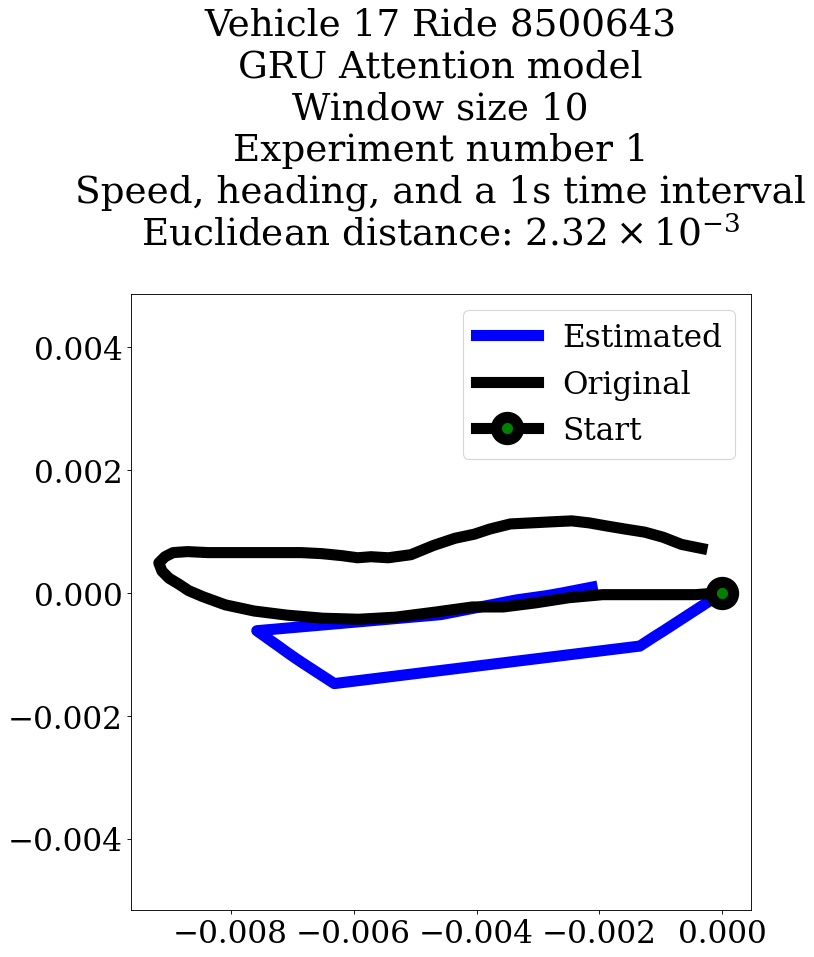 Vehicle 17 Ride 8500643
GRU Attention model
Window size 10
Experiment number 1
Speed, heading, and a 1s time interval
Euclidean distance: 2.32 × 10⁻³
Estimated
Original
Start
0.004
0.002
0.000
−0.002
−0.004
−0.008 −0.006 −0.004 −0.002 0.000